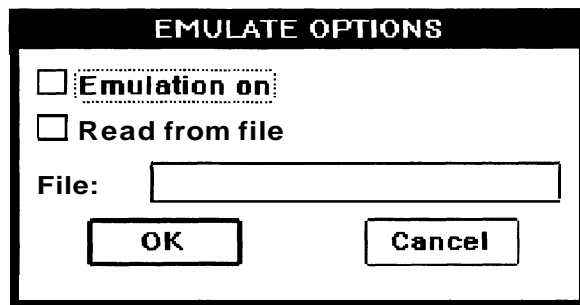 EMULATE OPTIONS
Emulation on
Read from file
File:
OK Cancel